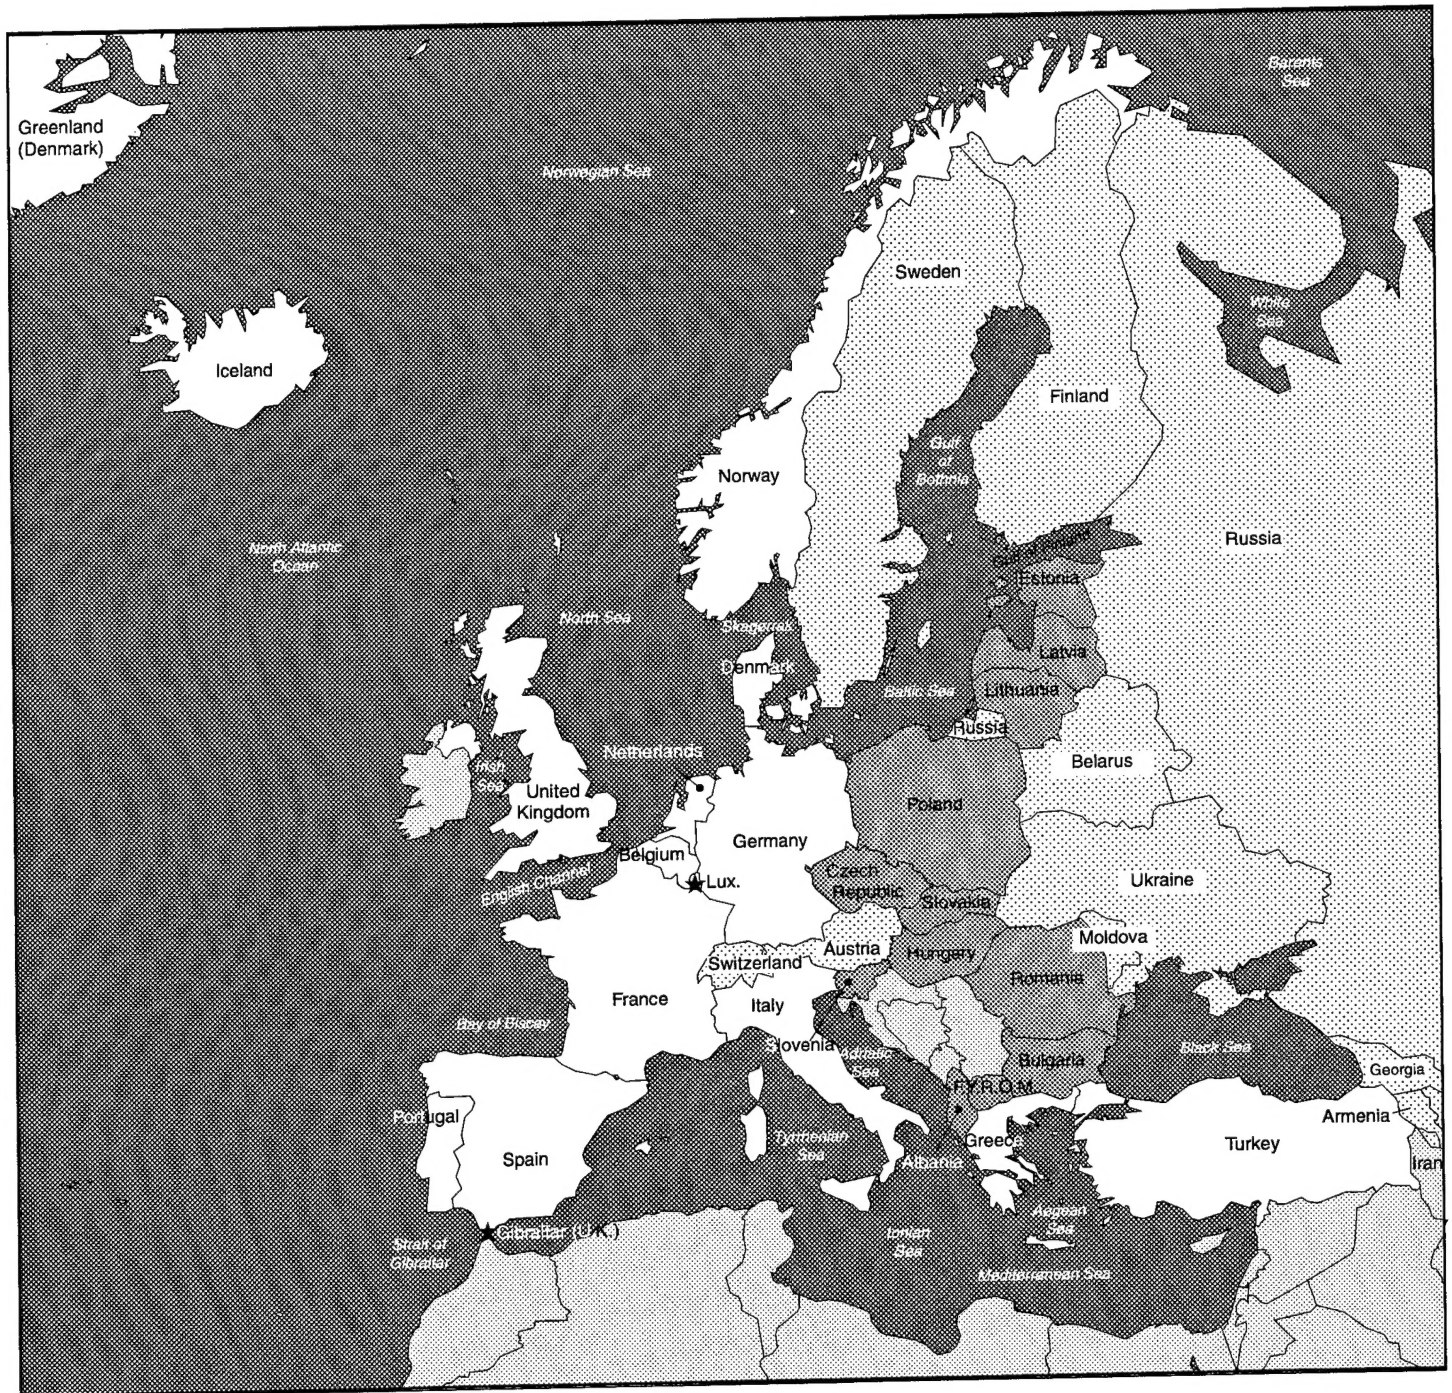 Barents
Sea
Greenland
(Denmark)
Norwegian Sea
Sweden
White
Sea
Iceland
Finland
Gulf
of
Bothnia
Norway
Russia
North Atlantic
Ocean
Gulf of Finland
Estonia
North Sea
Skagerrak
Latvia
Denmark
Baltic Sea
Lithuania
Russia
Netherlands
Irish
Sea
Belarus
United
Kingdom
Poland
Germany
Belgium
English Channel
Lux.
Czech
Republic
Slovakia
Ukraine
Austria
Hungary
Moldova
Switzerland
Romania
France
Italy
Bay of Biscay
Slovenia
Adriatic
Sea
Bulgaria
Black Sea
Georgia
F.Y.R.O.M.
Portugal
Armenia
Spain
Tyrrhenian
Sea
Albania
Greece
Turkey
Iran
Gibraltar (U.K.)
Strait of
Gibraltar
Ionian
Sea
Aegean
Sea
Mediterranean Sea